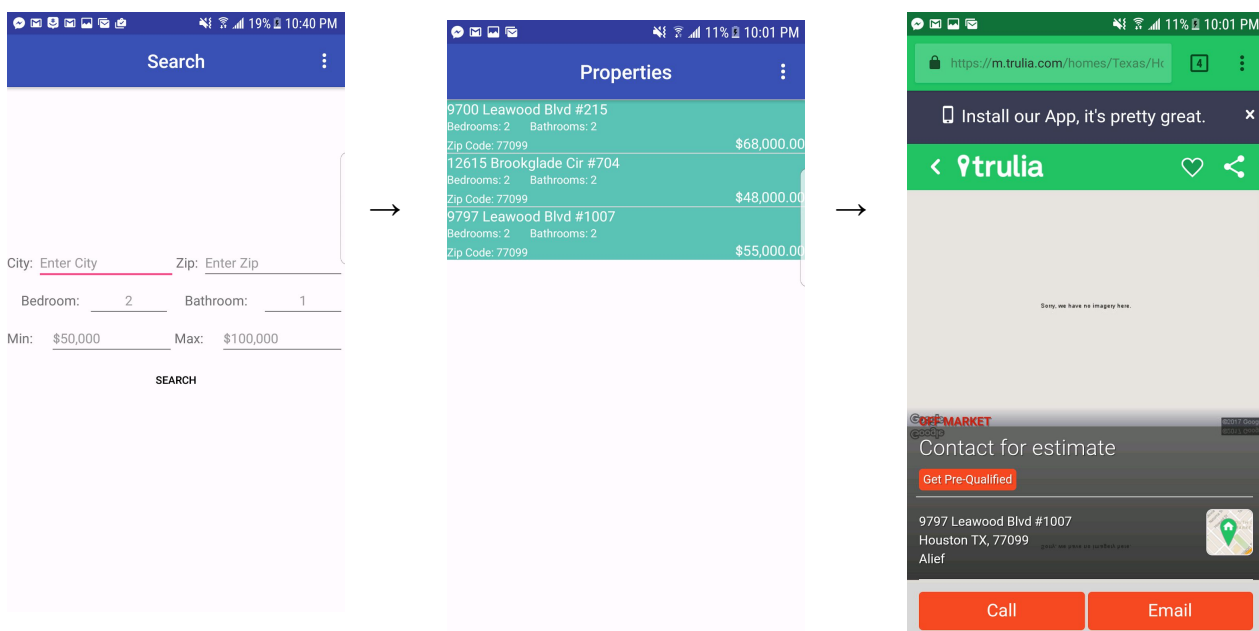 19% 10:40 PM
Search
City: Enter City Zip: Enter Zip
Bedroom: 2 Bathroom: 1
Min: $50,000 Max: $100,000
SEARCH
→
11% 10:01 PM
Properties
9700 Leawood Blvd #215
Bedrooms: 2 Bathrooms: 2
Zip Code: 77099 $68,000.00
12615 Brookglade Cir #704
Bedrooms: 2 Bathrooms: 2
Zip Code: 77099 $48,000.00
9797 Leawood Blvd #1007
Bedrooms: 2 Bathrooms: 2
Zip Code: 77099 $55,000.00
→
11% 10:01 PM
https://m.trulia.com/homes/Texas/Ho 4
Install our App, it's pretty great. ×
trulia
Sorry, we have no imagery here.
Google
OFF MARKET
Google
©2017 Goog
Contact for estimate
Get Pre-Qualified
9797 Leawood Blvd #1007
Houston TX, 77099
Alief
Call Email